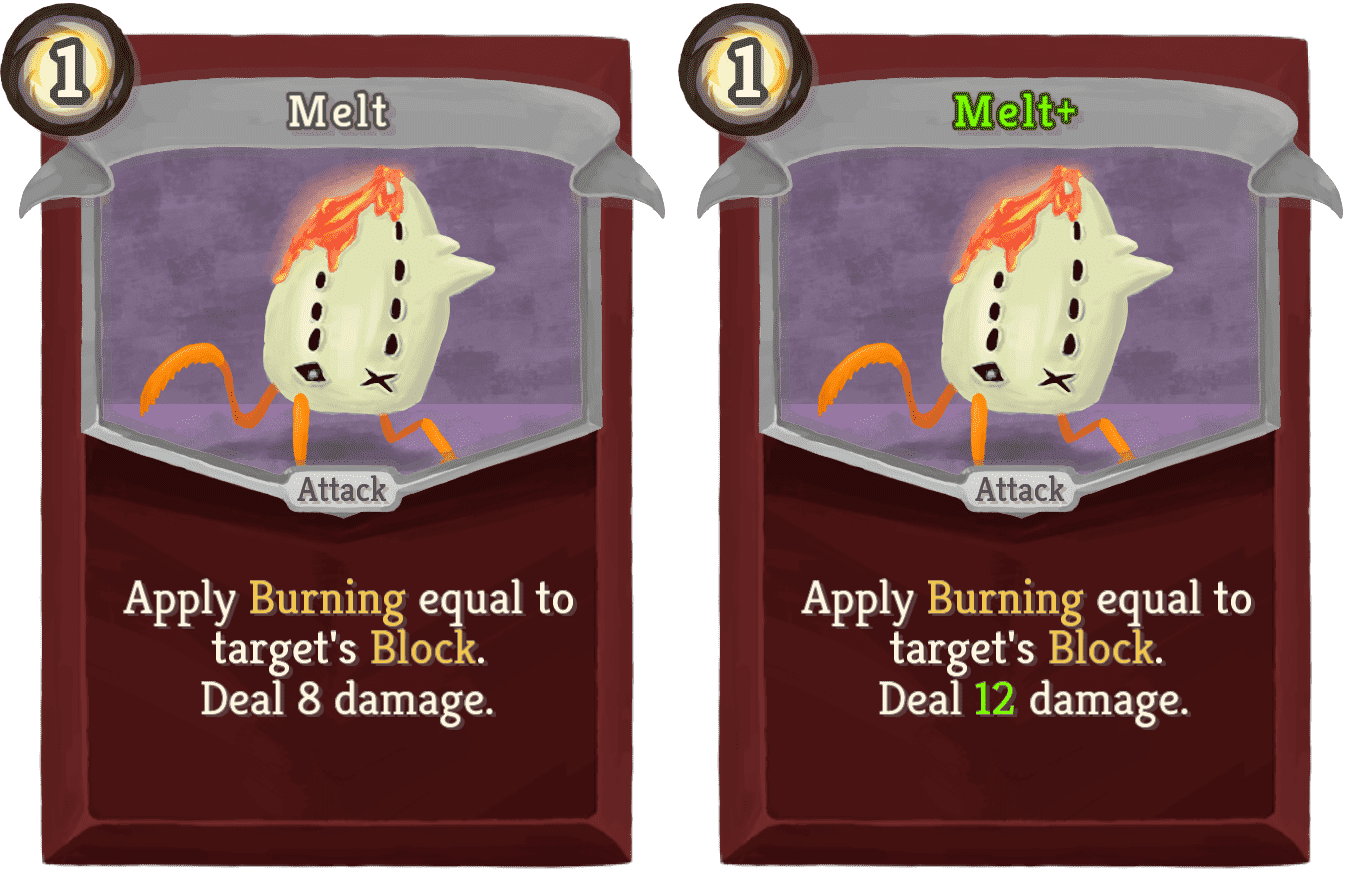 1
Melt
Attack
Apply Burning equal to
target's Block.
Deal 8 damage.
1
Melt+
Attack
Apply Burning equal to
target's Block.
Deal 12 damage.